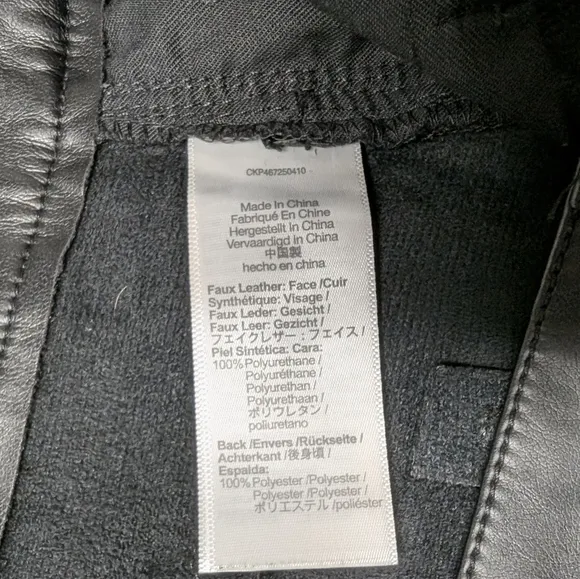 CKP467250410
Made In China
Fabriqué En Chine
Hergestellt In China
Vervaardigd In China
中国製
hecho en china
Faux Leather: Face /Cuir
Synthétique: Visage /
Faux Leder: Gesicht /
Faux Leer: Gezicht /
フェイクレザー：フェイス /
Piel Sintética: Cara:
100% Polyurethane /
Polyuréthane /
Polyurethan /
Polyurethaan /
ポリウレタン /
poliuretano
Back /Envers /Rückseite /
Achterkant /後身頃 /
Espalda:
100% Polyester /Polyester /
Polyester /Polyester /
ポリエステル /poliéster